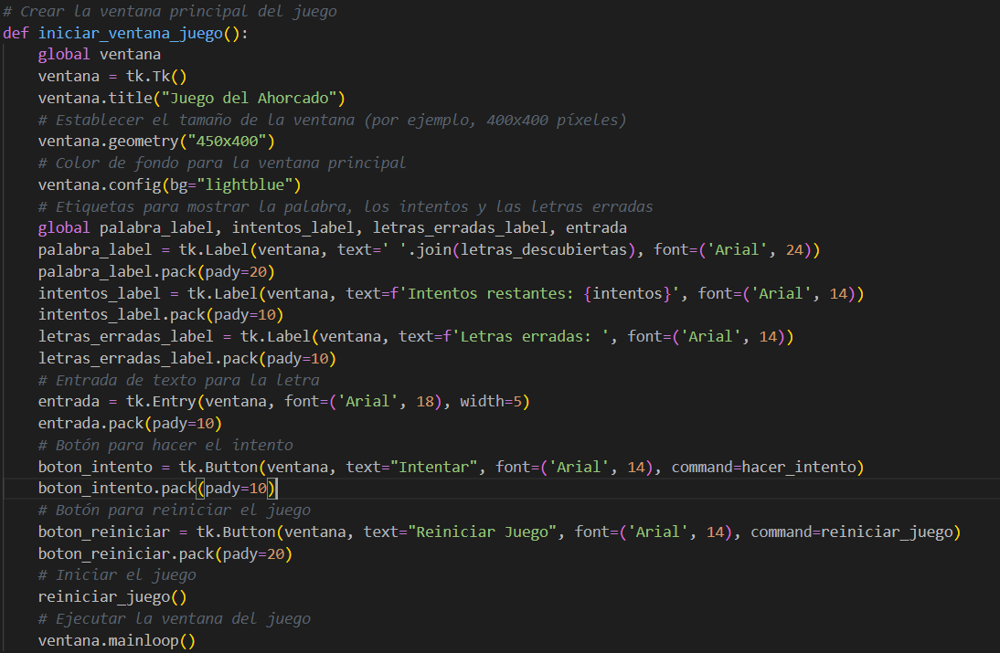 # Crear la ventana principal del juego
def iniciar_ventana_juego():
    global ventana
    ventana = tk.Tk()
    ventana.title("Juego del Ahorcado")
    # Establecer el tamaño de la ventana (por ejemplo, 400x400 píxeles)
    ventana.geometry("450x400")
    # Color de fondo para la ventana principal
    ventana.config(bg="lightblue")
    # Etiquetas para mostrar la palabra, los intentos y las letras erradas
    global palabra_label, intentos_label, letras_erradas_label, entrada
    palabra_label = tk.Label(ventana, text=' '.join(letras_descubiertas), font=('Arial', 24))
    palabra_label.pack(pady=20)
    intentos_label = tk.Label(ventana, text=f'Intentos restantes: {intentos}', font=('Arial', 14))
    intentos_label.pack(pady=10)
    letras_erradas_label = tk.Label(ventana, text=f'Letras erradas: ', font=('Arial', 14))
    letras_erradas_label.pack(pady=10)
    # Entrada de texto para la letra
    entrada = tk.Entry(ventana, font=('Arial', 18), width=5)
    entrada.pack(pady=10)
    # Botón para hacer el intento
    boton_intento = tk.Button(ventana, text="Intentar", font=('Arial', 14), command=hacer_intento)
    boton_intento.pack(pady=10)
    # Botón para reiniciar el juego
    boton_reiniciar = tk.Button(ventana, text="Reiniciar Juego", font=('Arial', 14), command=reiniciar_juego)
    boton_reiniciar.pack(pady=20)
    # Iniciar el juego
    reiniciar_juego()
    # Ejecutar la ventana del juego
    ventana.mainloop()